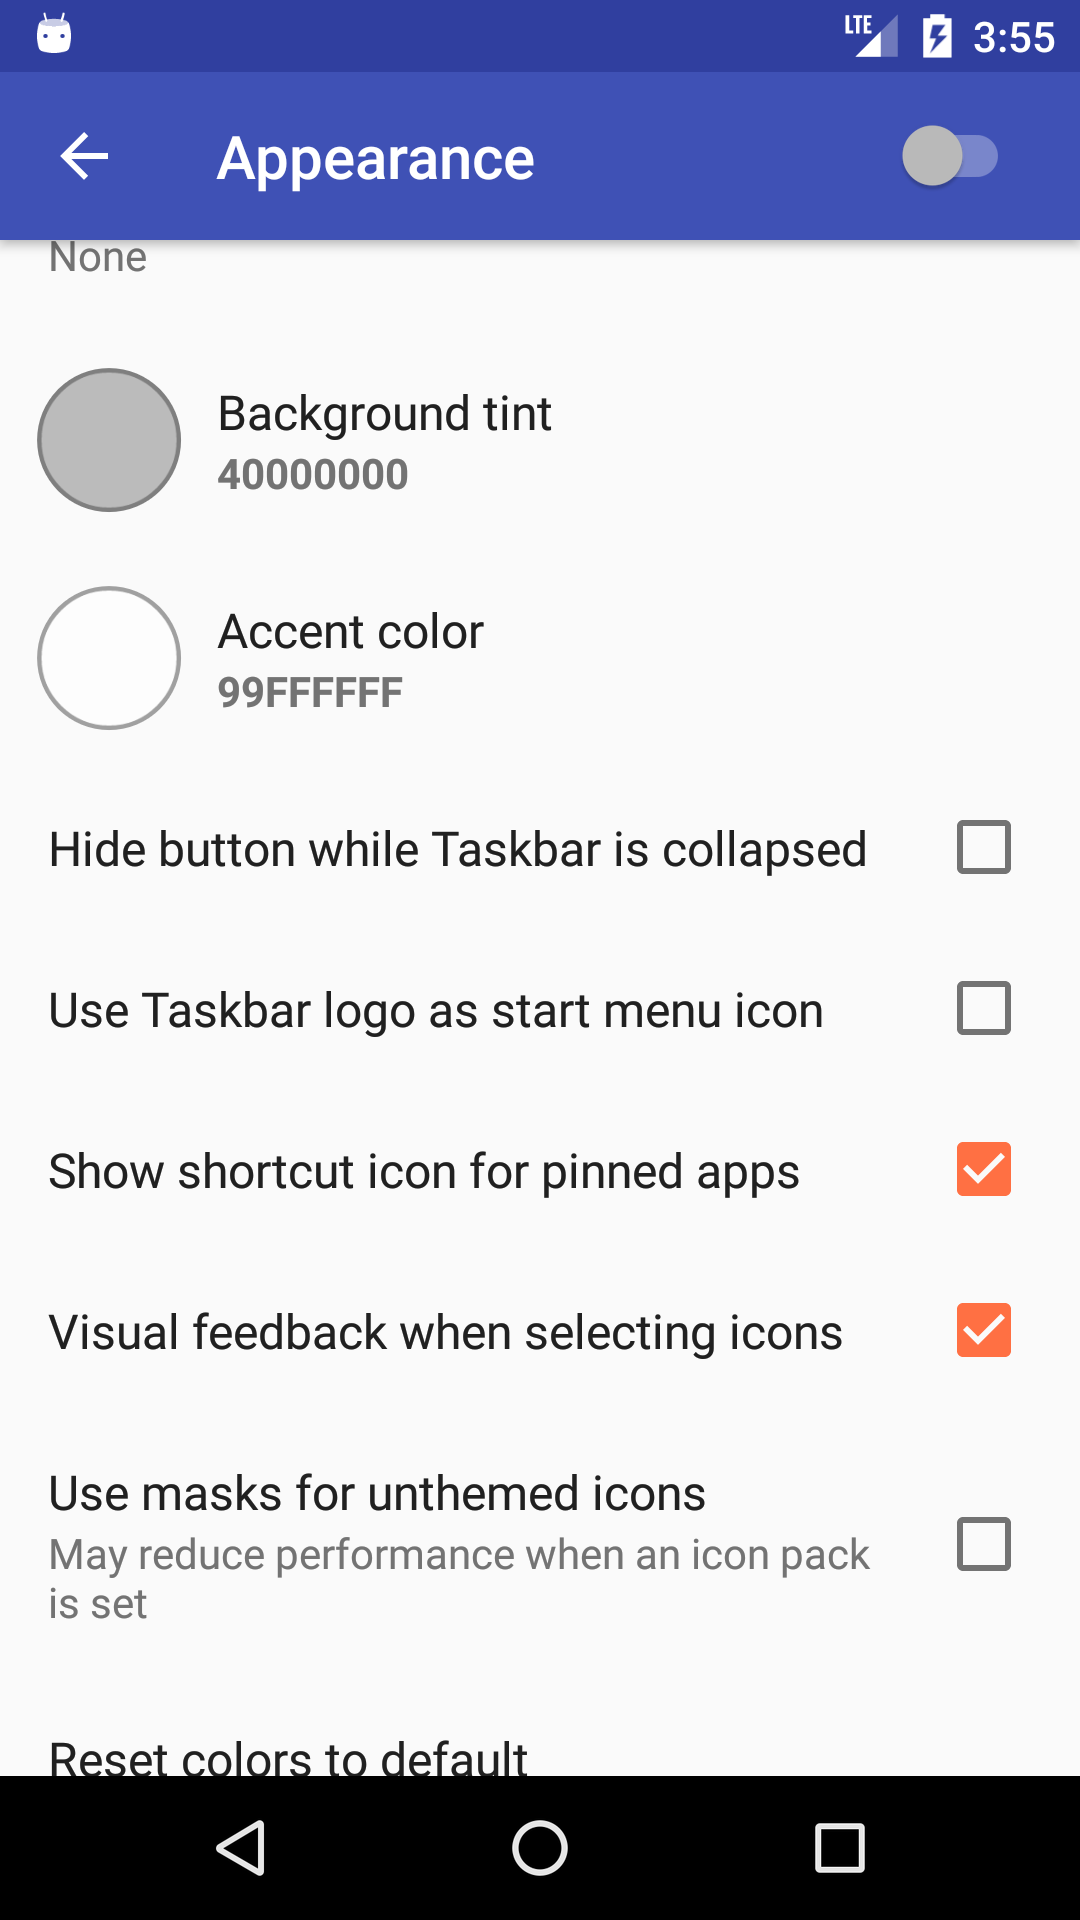 LTE 3:55
Appearance
None
Background tint
40000000
Accent color
99FFFFFF
Hide button while Taskbar is collapsed
Use Taskbar logo as start menu icon
Show shortcut icon for pinned apps
Visual feedback when selecting icons
Use masks for unthemed icons
May reduce performance when an icon pack
is set
Reset colors to default